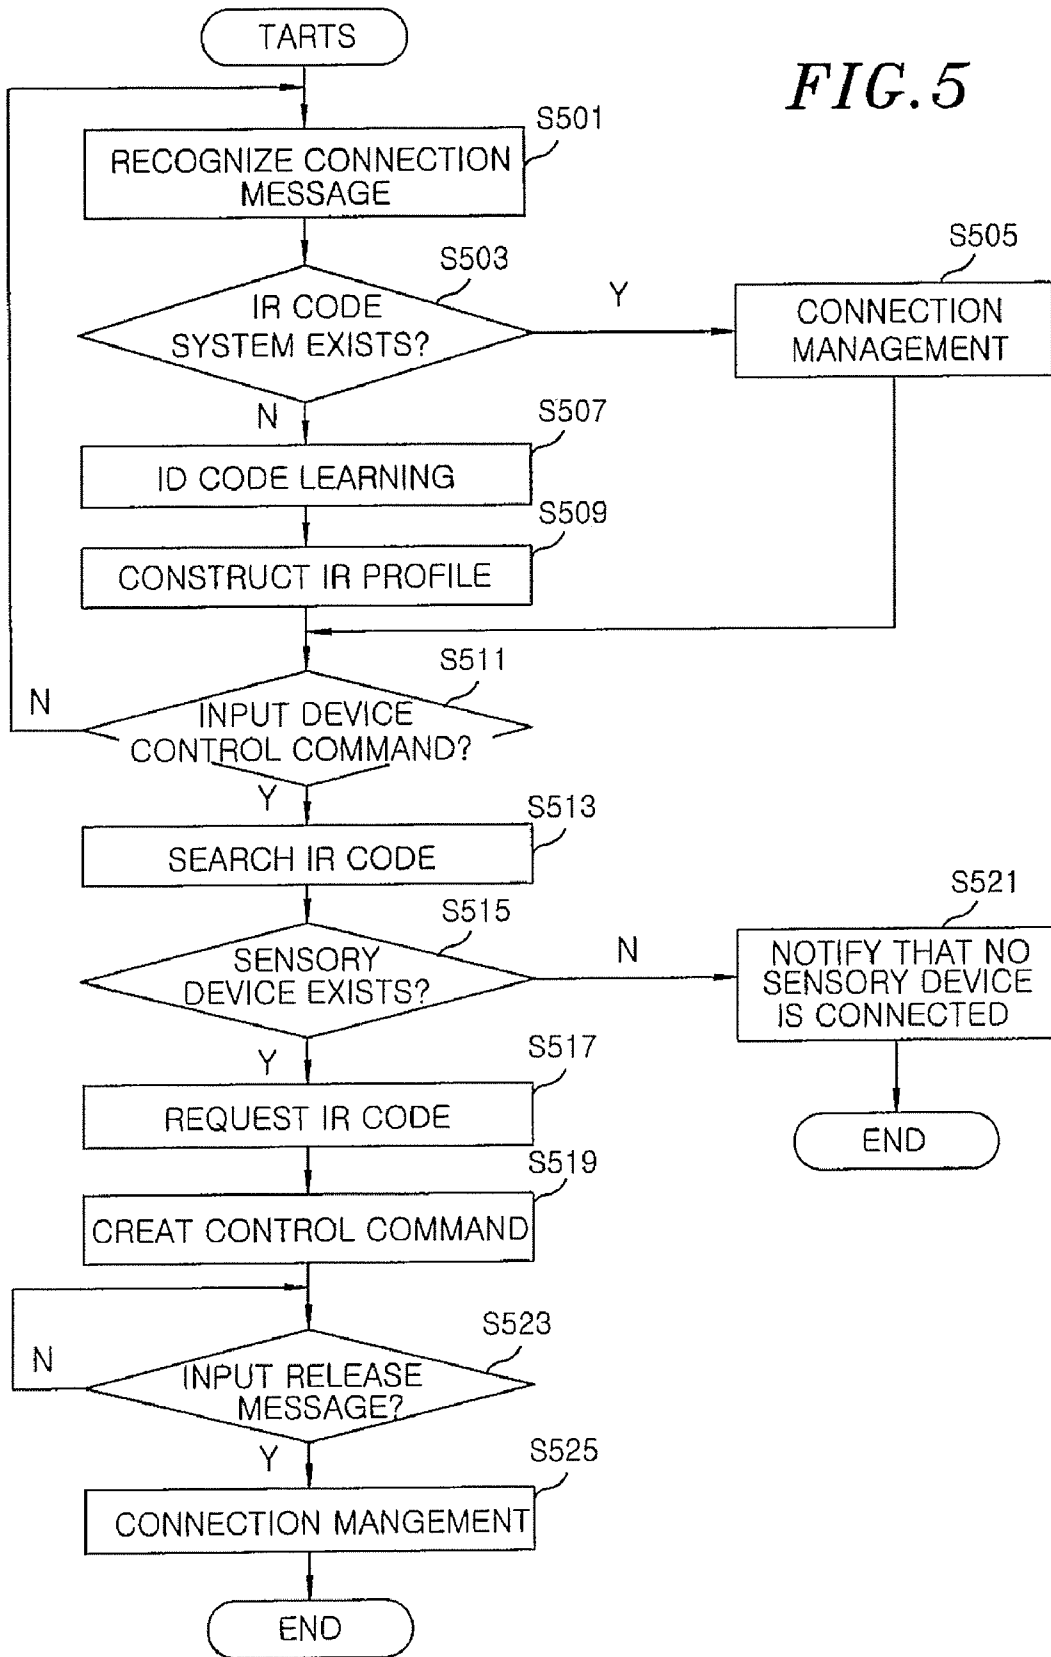 TARTS
FIG.5
S501
RECOGNIZE CONNECTION
MESSAGE
S503
IR CODE
SYSTEM EXISTS?
Y
S505
CONNECTION
MANAGEMENT
N
S507
ID CODE LEARNING
S509
CONSTRUCT IR PROFILE
S511
N
INPUT DEVICE
CONTROL COMMAND?
Y
S513
SEARCH IR CODE
S515
SENSORY
DEVICE EXISTS?
N
S521
NOTIFY THAT NO
SENSORY DEVICE
IS CONNECTED
END
Y
S517
REQUEST IR CODE
S519
CREAT CONTROL COMMAND
S523
N
INPUT RELEASE
MESSAGE?
Y
S525
CONNECTION MANGEMENT
END